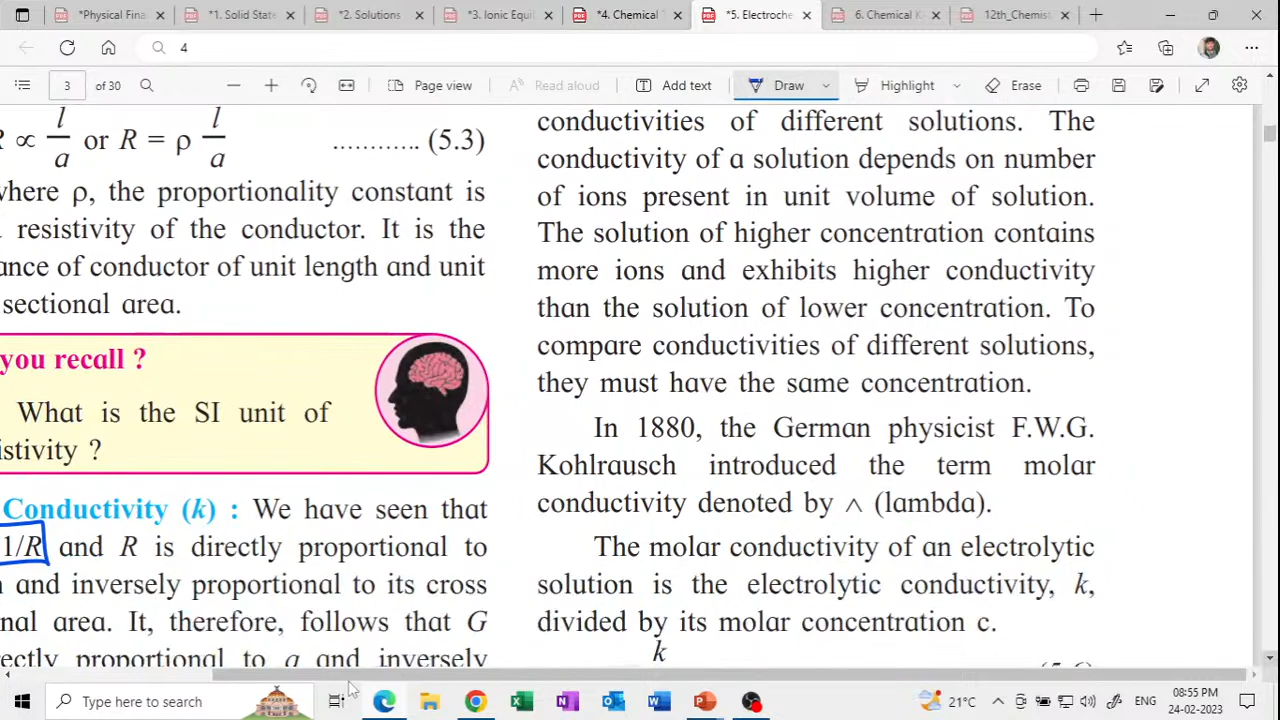 *Physical Fina
*1. Solid State
*2. Solutions
*3. Ionic Equil
*4. Chemical T
*5. Electroche
6. Chemical K
12th_Chemist
4
3 of 30
Page view
Read aloud
Add text
Draw
Highlight
Erase
∝ l/a or R = ρ l/a ........... (5.3)
where ρ, the proportionality constant is
resistivity of the conductor. It is the
ance of conductor of unit length and unit
sectional area.
you recall ?
What is the SI unit of
istivity ?
Conductivity (k) : We have seen that
1/R and R is directly proportional to
and inversely proportional to its cross
nal area. It, therefore, follows that G
rectly proportional to a and inversely
conductivities of different solutions. The
conductivity of a solution depends on number
of ions present in unit volume of solution.
The solution of higher concentration contains
more ions and exhibits higher conductivity
than the solution of lower concentration. To
compare conductivities of different solutions,
they must have the same concentration.
In 1880, the German physicist F.W.G.
Kohlrausch introduced the term molar
conductivity denoted by ∧ (lambda).
The molar conductivity of an electrolytic
solution is the electrolytic conductivity, k,
divided by its molar concentration c.
k
(5.6)
Type here to search
21°C
08:55 PM
24-02-2023